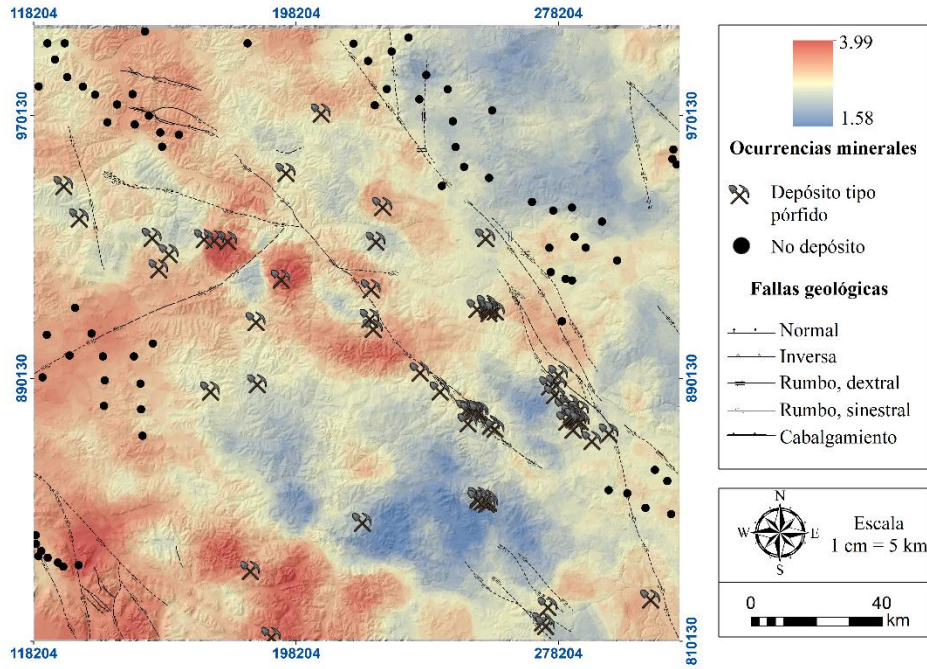 118204
198204
278204
970130
970130
890130
890130
810130
118204
198204
278204
810130
3.99
1.58
Ocurrencias minerales
Depósito tipo
pórfido
No depósito
Fallas geológicas
Normal
Inversa
Rumbo, dextral
Rumbo, sinestral
Cabalgamiento
N
W
E
S
Escala
1 cm = 5 km
0
40
km